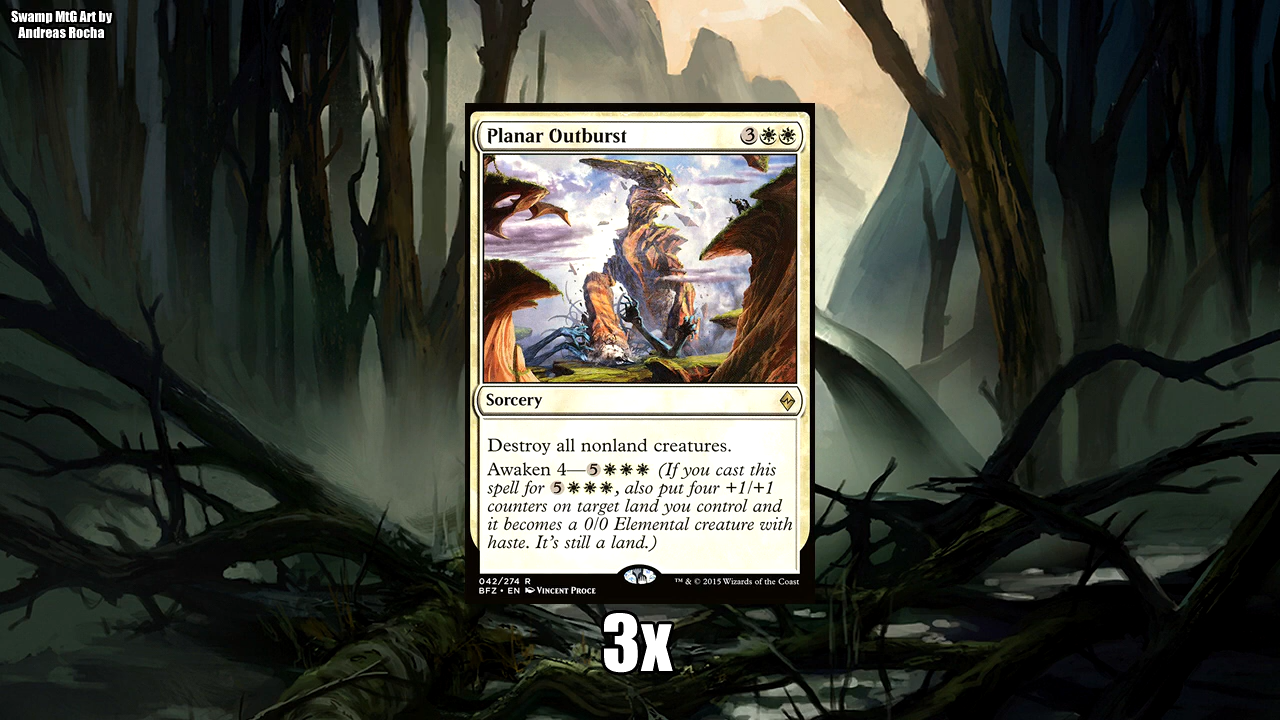 Swamp MtG Art by
Andreas Rocha
Planar Outburst 3
Sorcery
Destroy all nonland creatures.
Awaken 4—5 (If you cast this
spell for 5, also put four +1/+1
counters on target land you control and
it becomes a 0/0 Elemental creature with
haste. It's still a land.)
042/274 R
BFZ • EN Vincent Proce
™ & © 2015 Wizards of the Coast
3x